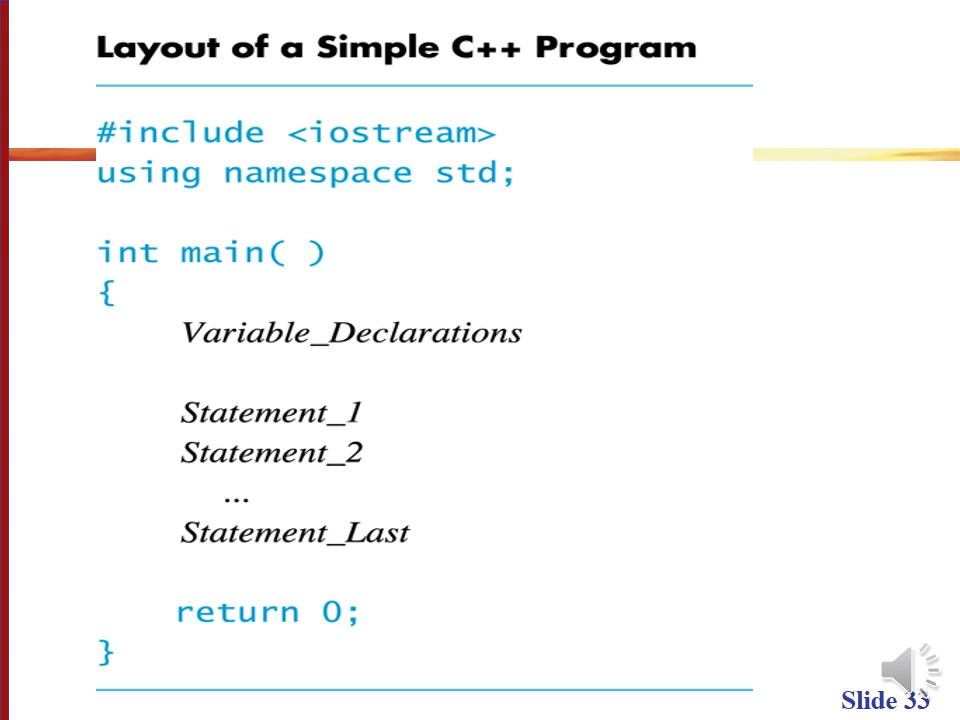 Layout of a Simple C++ Program
#include <iostream>
using namespace std;
int main( )
{
Variable_Declarations
Statement_1
Statement_2
...
Statement_Last
return 0;
}
Slide 33